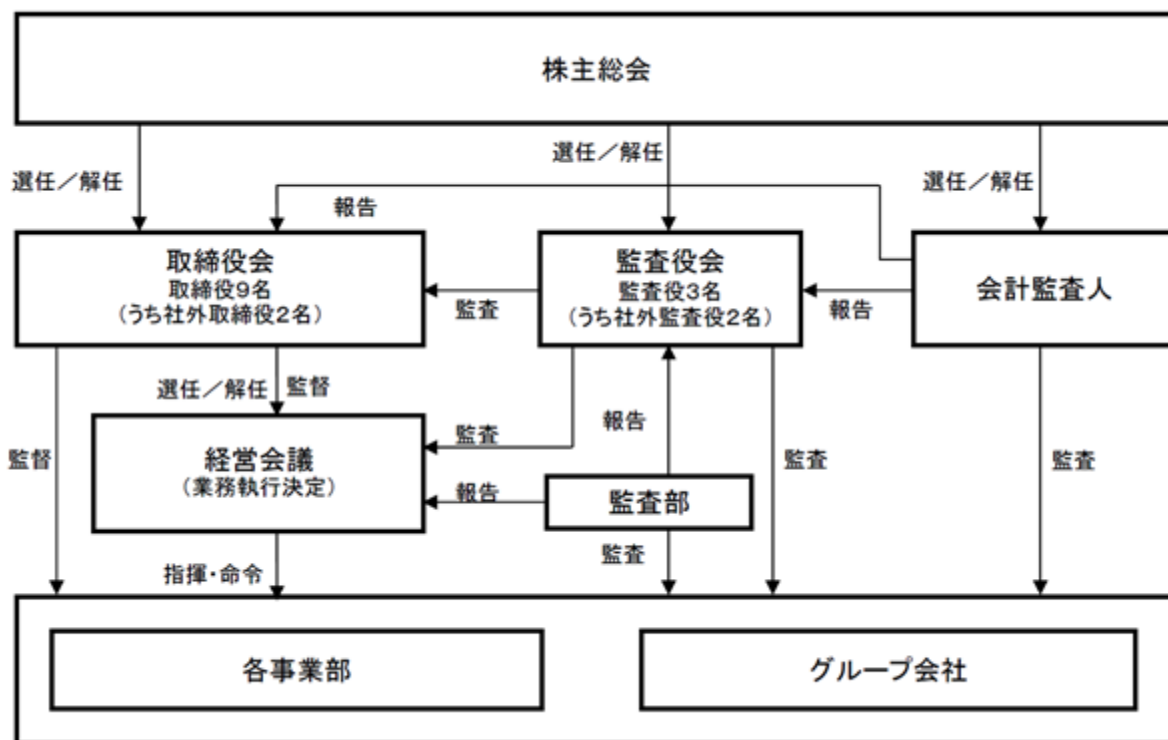 株主総会
選任／解任
選任／解任
選任／解任
報告
取締役会
取締役９名
（うち社外取締役２名）
監査
監査役会
監査役３名
（うち社外監査役２名）
報告
会計監査人
選任／解任
監督
監督
経営会議
（業務執行決定）
監査
報告
報告
監査部
監査
監査
監査
指揮・命令
各事業部
グループ会社